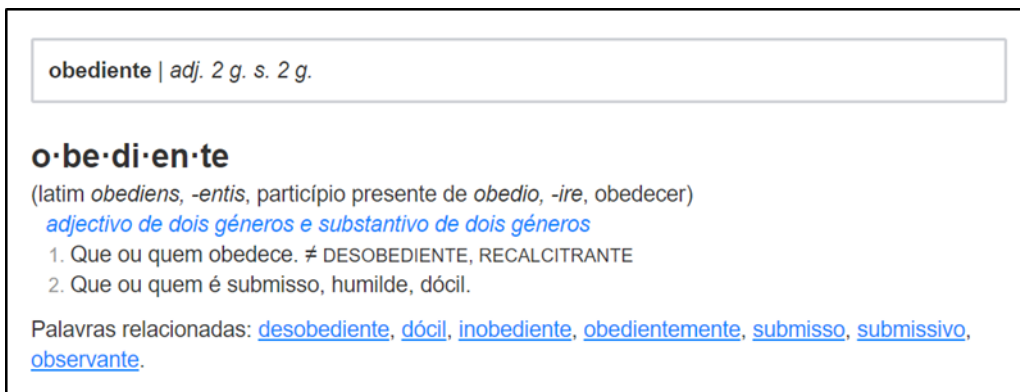 obediente | adj. 2 g. s. 2 g.
o·be·di·en·te
(latim obediens, -entis, particípio presente de obedio, -ire, obedecer)
adjectivo de dois géneros e substantivo de dois géneros
1. Que ou quem obedece. ≠ DESOBEDIENTE, RECALCITRANTE
2. Que ou quem é submisso, humilde, dócil.
Palavras relacionadas: desobediente, dócil, inobediente, obedientemente, submisso, submissivo,
observante.